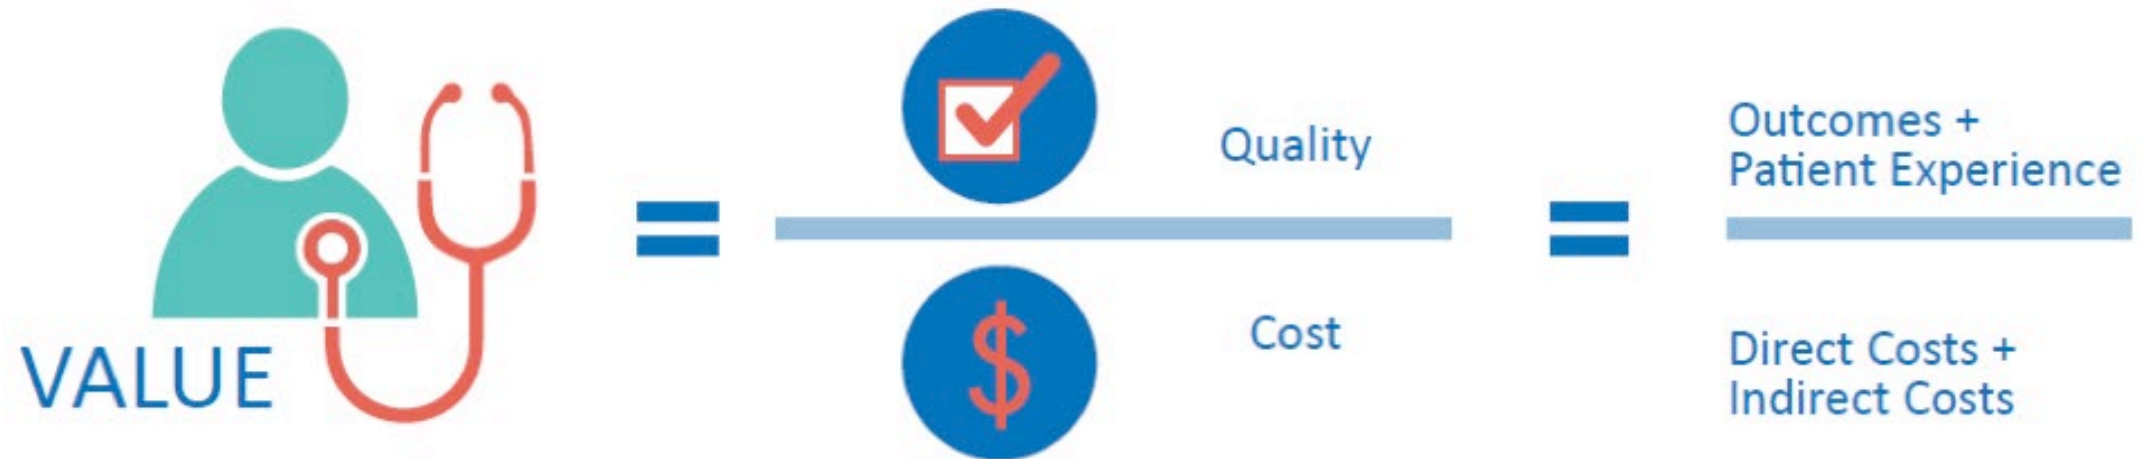 VALUE
=
Quality
$
Cost
=
Outcomes +
Patient Experience
Direct Costs +
Indirect Costs